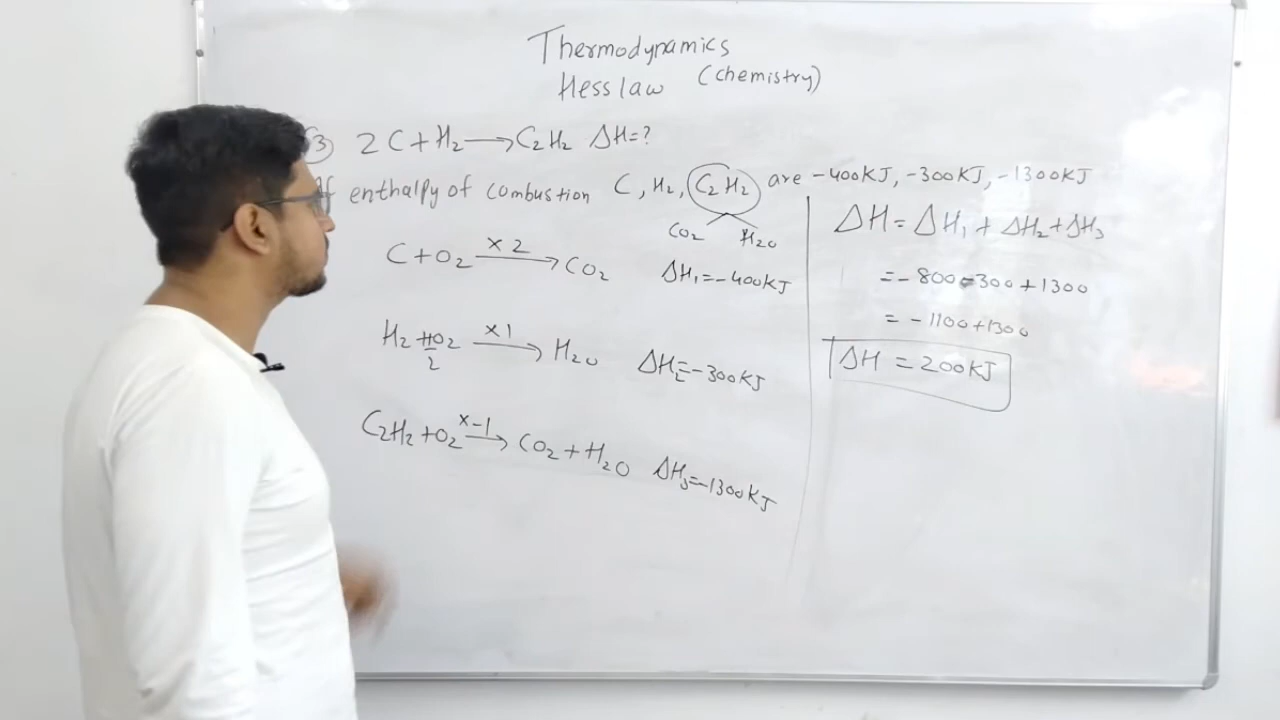 Thermodynamics
Hess law (chemistry)
3) 2C + H2 ⟶ C2H2 ΔH=?
If enthalpy of combustion C, H2, C2H2 are -400KJ, -300KJ, -1300KJ
CO2 H2O
C + O2 ×2⟶ CO2 ΔH1=-400KJ
H2 + O2/2 ×1⟶ H2O ΔH2=-300KJ
C2H2 + O2 ×-1⟶ CO2 + H2O ΔH3=-1300KJ
ΔH = ΔH1 + ΔH2 + ΔH3
= -800-300+1300
= -1100+1300
ΔH = 200KJ